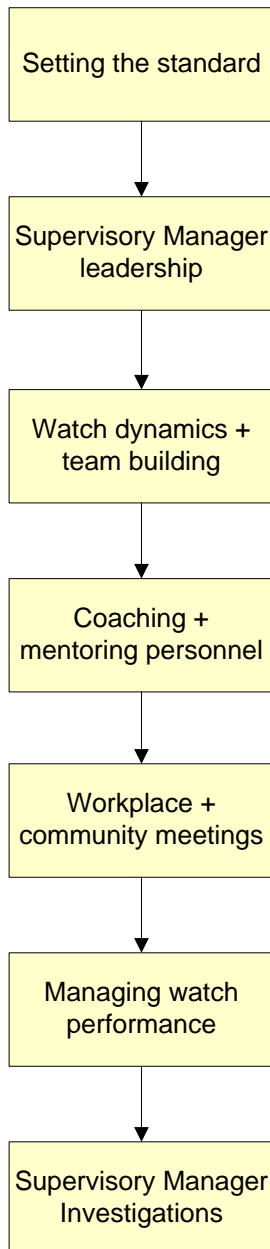 Setting the standard
Supervisory Manager
leadership
Watch dynamics +
team building
Coaching +
mentoring personnel
Workplace +
community meetings
Managing watch
performance
Supervisory Manager
Investigations